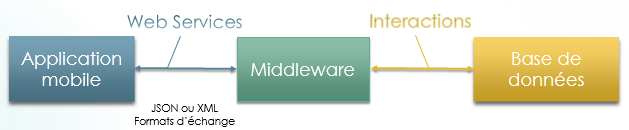 Web Services
Interactions
Application
mobile
Middleware
Base de
données
JSON ou XML
Formats d'échange